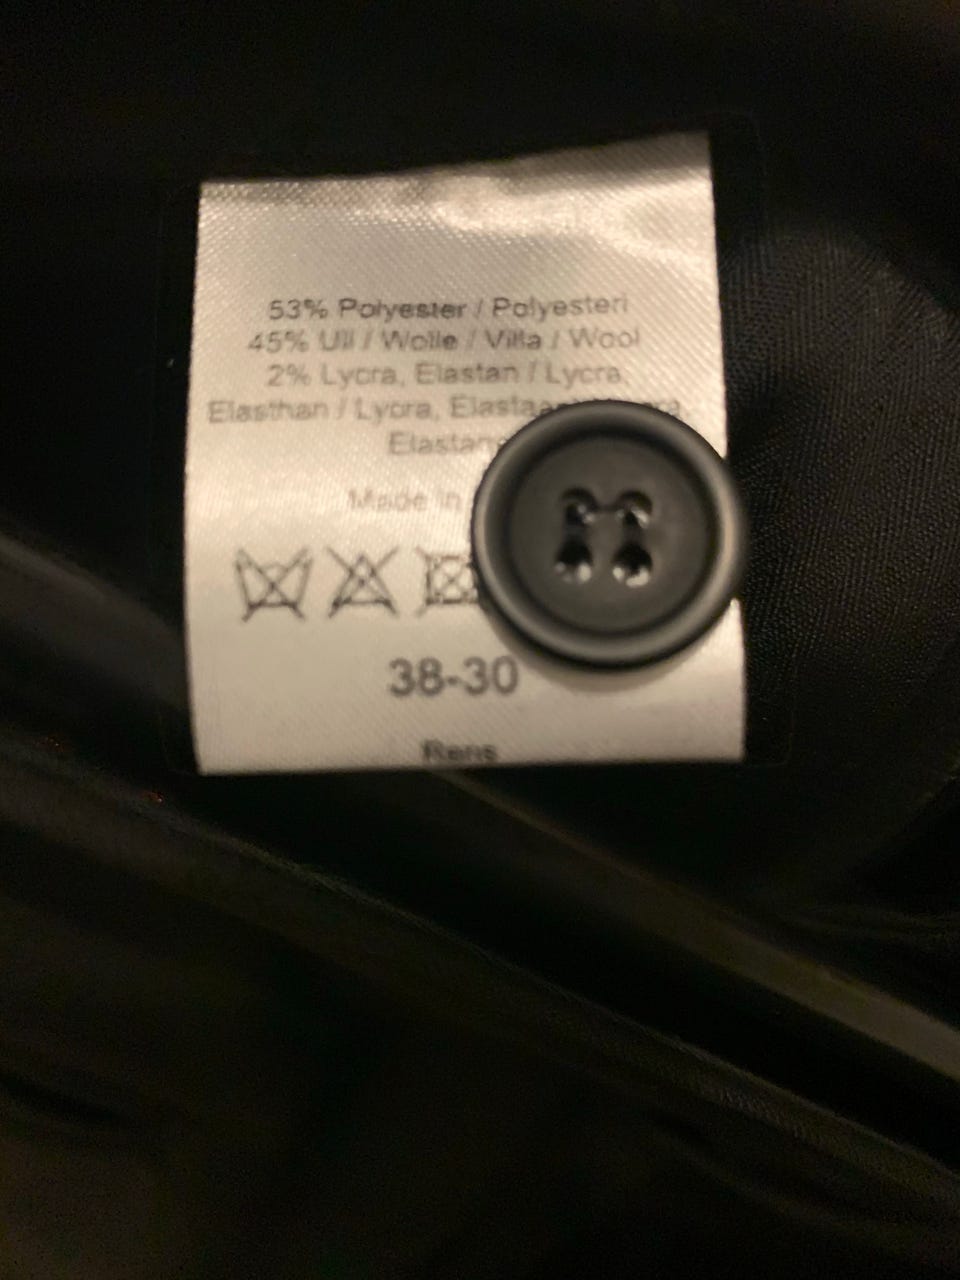 53% Polyester / Polyesteri
45% Ull / Wolle / Villa / Wool
2% Lycra, Elastan / Lycra,
Elasthan / Lycra,
Made in
38-30
Rens